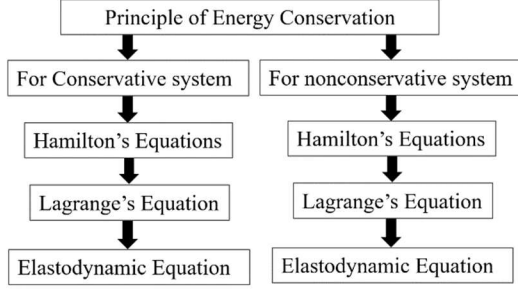 Principle of Energy Conservation
For Conservative system
For nonconservative system
Hamilton's Equations
Hamilton's Equations
Lagrange's Equation
Lagrange's Equation
Elastodynamic Equation
Elastodynamic Equation